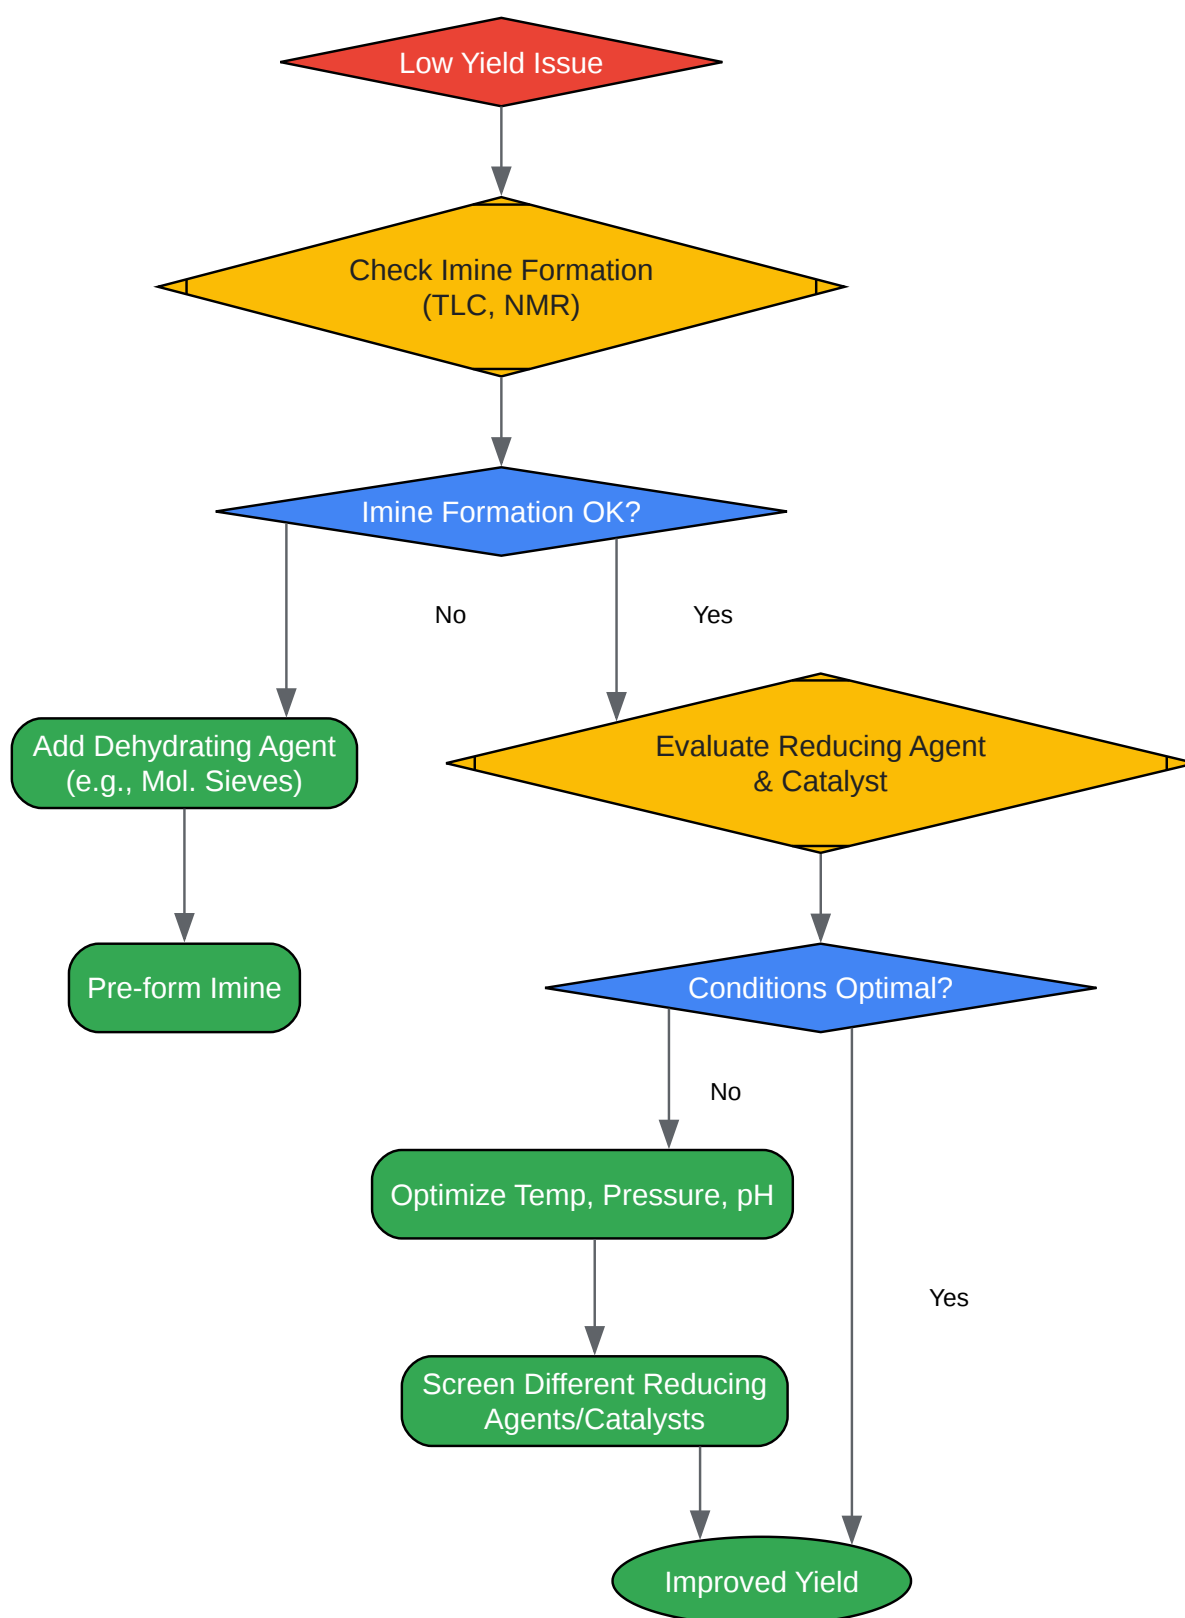 Low Yield Issue
Check Imine Formation
(TLC, NMR)
Imine Formation OK?
No
Yes
Add Dehydrating Agent
(e.g., Mol. Sieves)
Evaluate Reducing Agent
& Catalyst
Pre-form Imine
Conditions Optimal?
No
Optimize Temp, Pressure, pH
Yes
Screen Different Reducing
Agents/Catalysts
Improved Yield